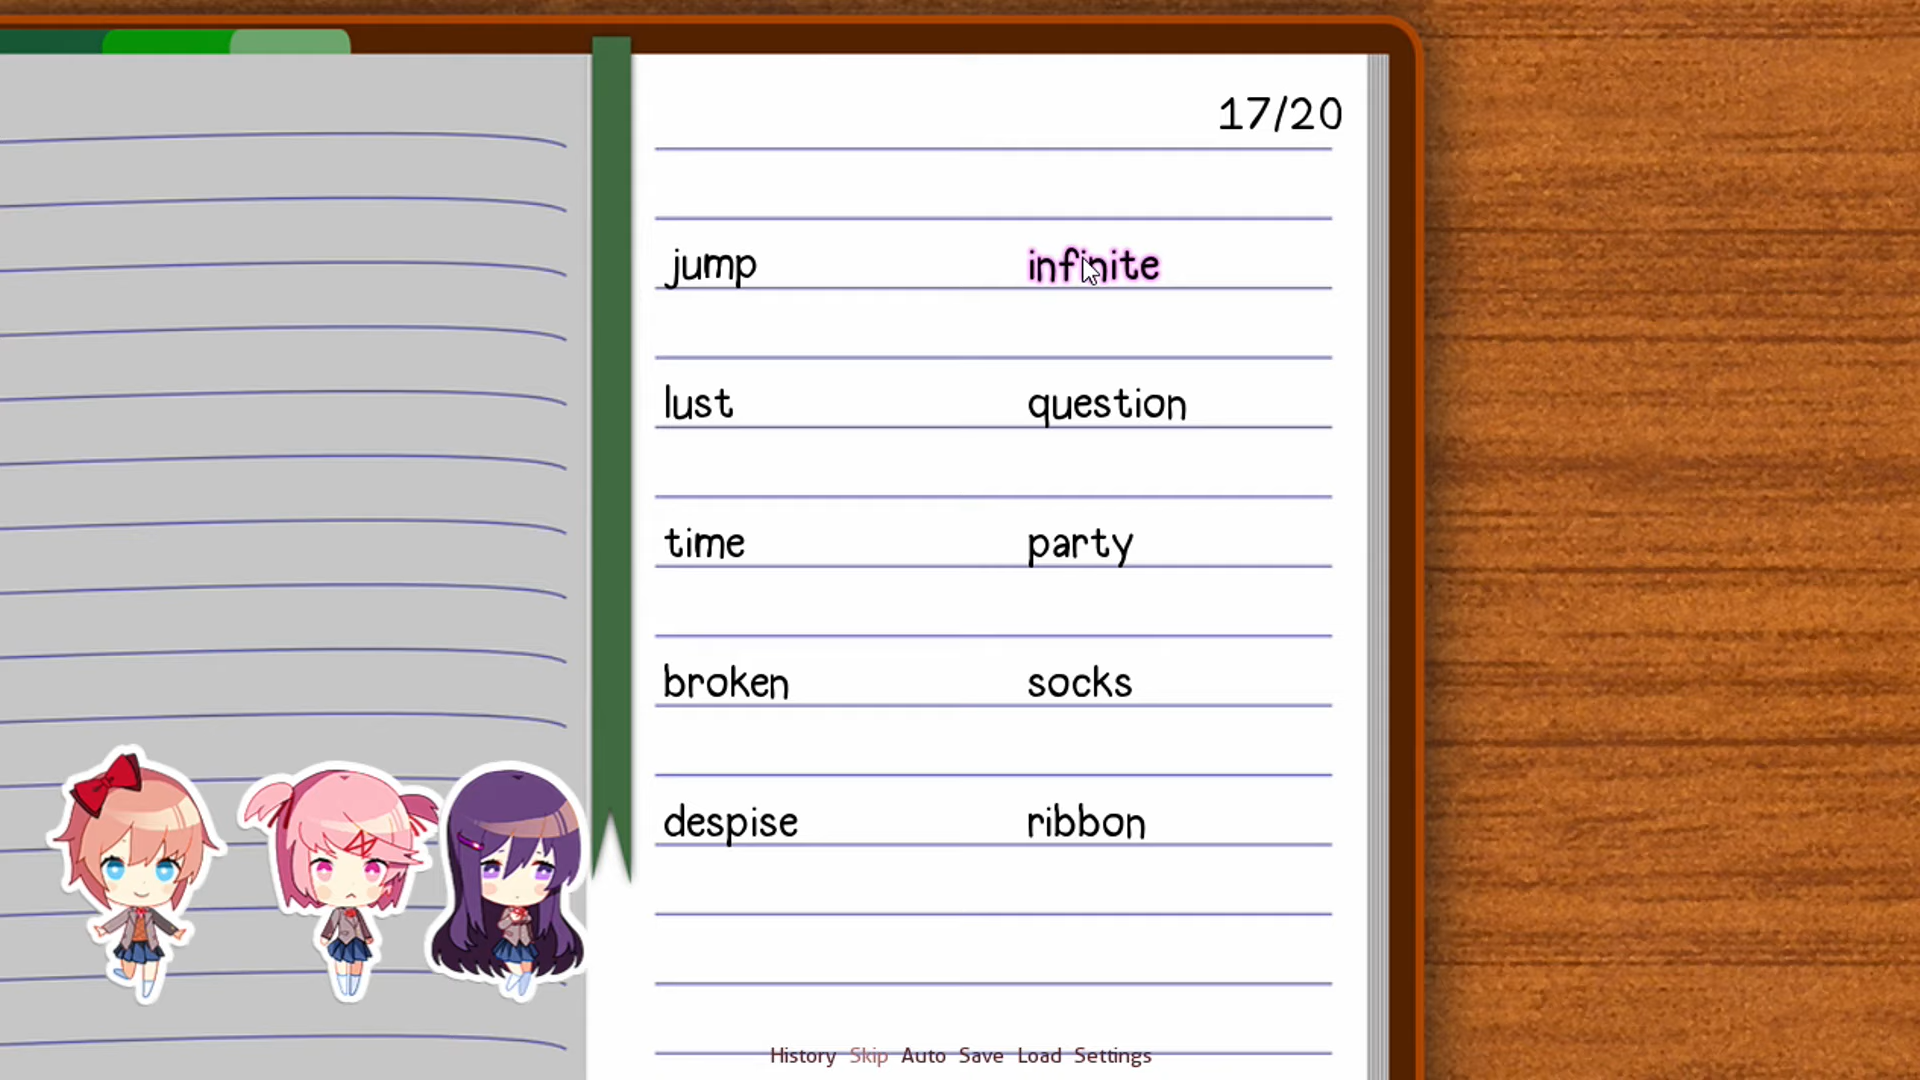 17/20
jump infinite
lust question
time party
broken socks
despise ribbon
History Skip Auto Save Load Settings